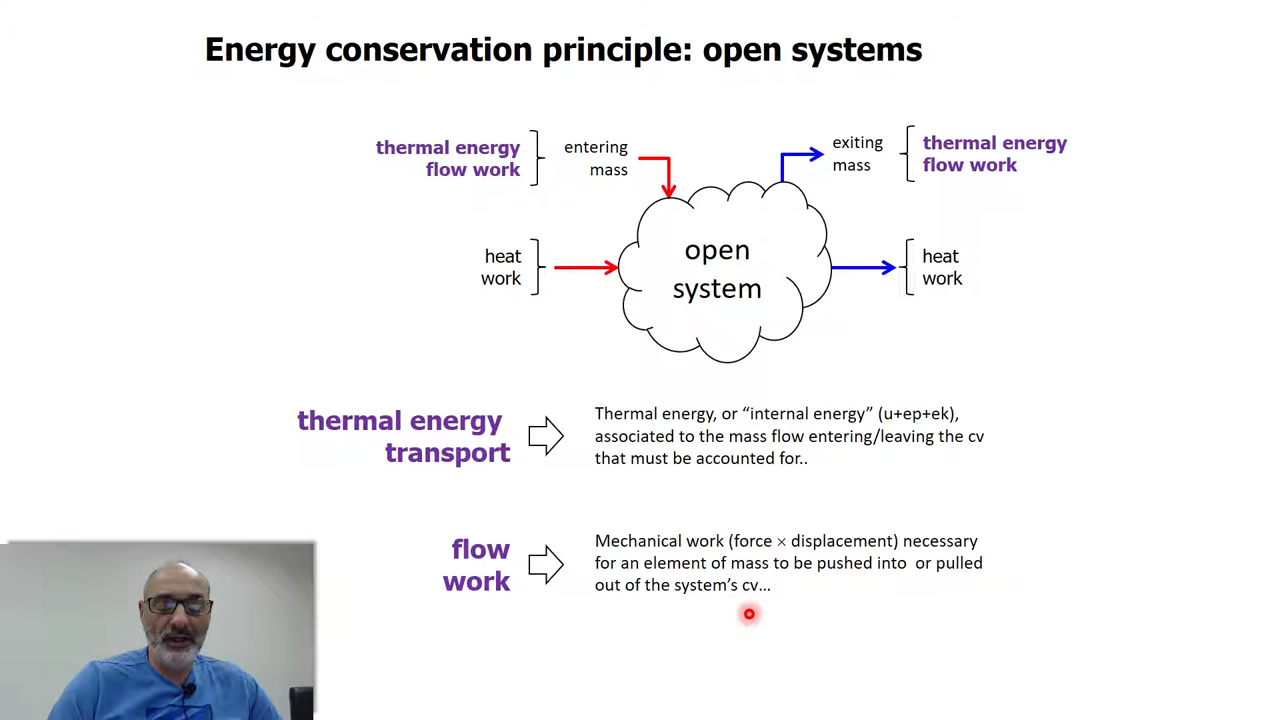 Energy conservation principle: open systems
thermal energy
flow work
entering
mass
exiting
mass
thermal energy
flow work
heat
work
open
system
heat
work
thermal energy
transport
Thermal energy, or “internal energy” (u+ep+ek),
associated to the mass flow entering/leaving the cv
that must be accounted for..
flow
work
Mechanical work (force × displacement) necessary
for an element of mass to be pushed into  or pulled
out of the system’s cv…